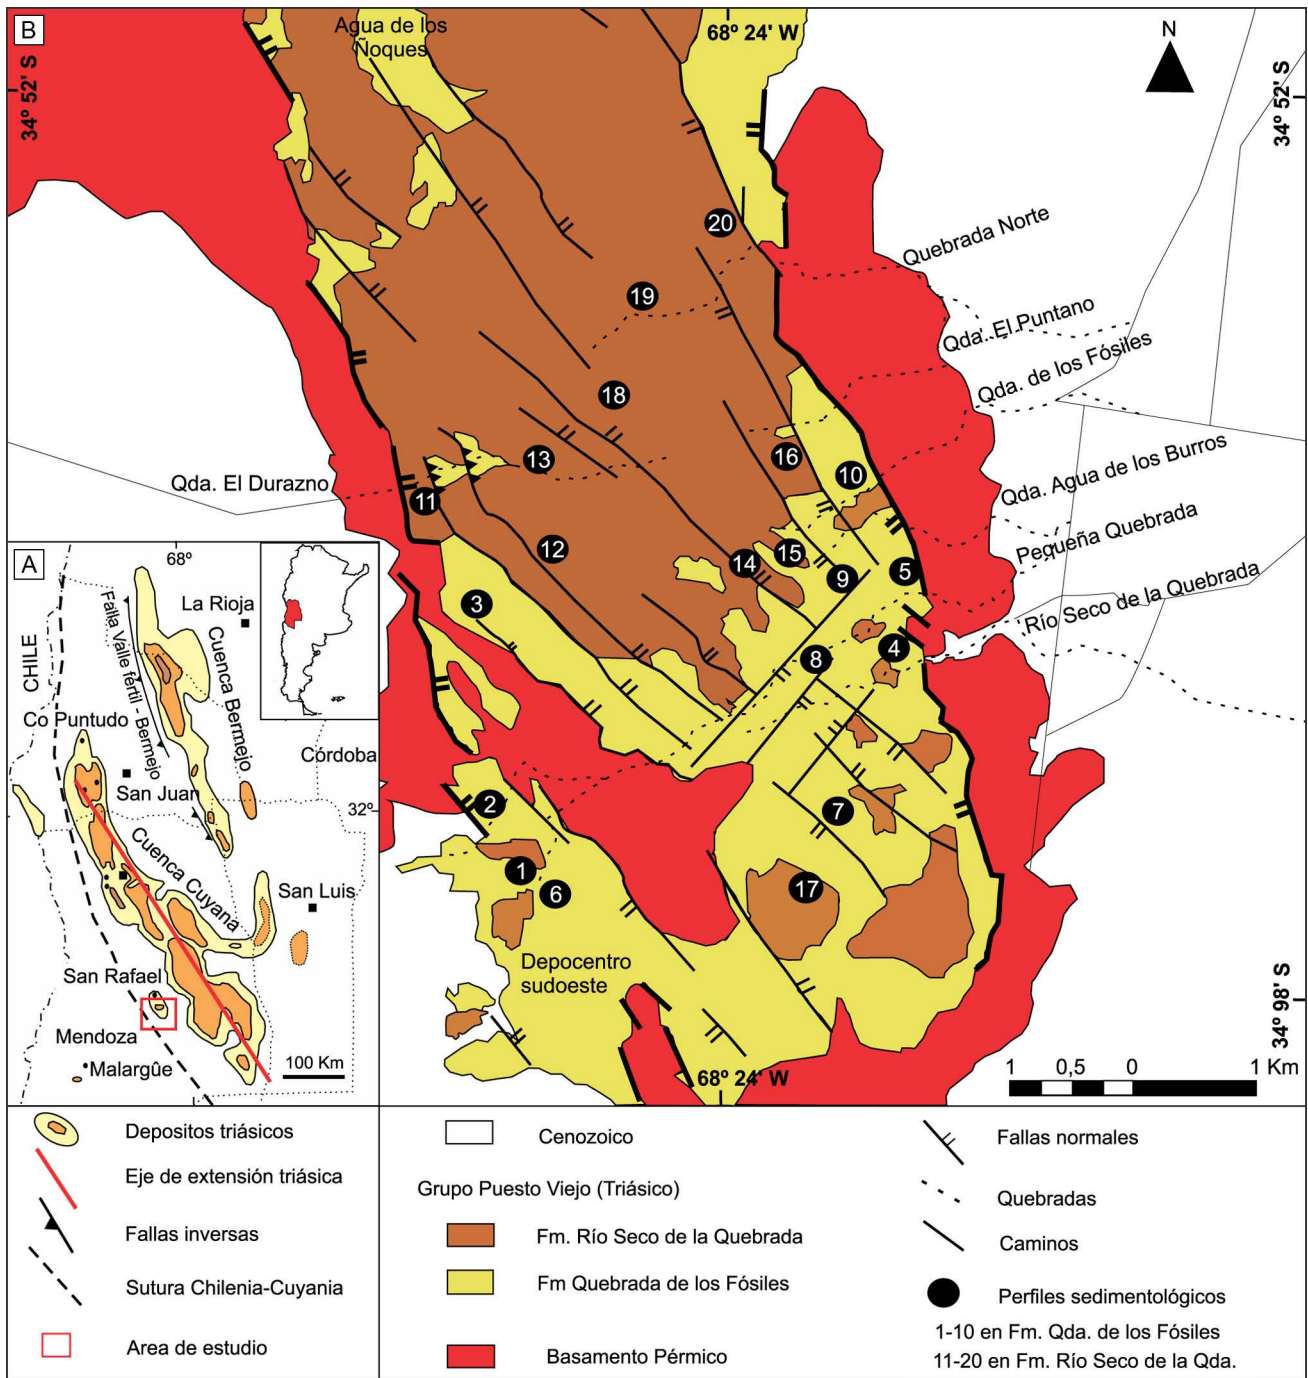 B
Agua de los
Ñoques
68º 24' W
N
34º 52' S
34º 52' S
20
Quebrada Norte
19
Qda. El Puntano
Qda. de los Fósiles
18
16
10
13
Qda. El Durazno
11
Qda. Agua de los Burros
Pequeña Quebrada
12
14
15
9
5
3
Río Seco de la Quebrada
8
4
2
7
1
6
17
Depocentro
sudoeste
34º 98' S
68º 24' W
1
0,5
0
1 Km
A
68º
La Rioja
CHILE
Falla Valle fertil - Bermejo
Cuenca Bermejo
Co Puntudo
Córdoba
San Juan
32º
Cuenca Cuyana
San Luis
San Rafael
Mendoza
Malargûe
100 Km
Depositos triásicos
Eje de extensión triásica
Fallas inversas
Sutura Chilenia-Cuyania
Area de estudio
Cenozoico
Grupo Puesto Viejo (Triásico)
Fm. Río Seco de la Quebrada
Fm Quebrada de los Fósiles
Basamento Pérmico
Fallas normales
Quebradas
Caminos
Perfiles sedimentológicos
1-10 en Fm. Qda. de los Fósiles
11-20 en Fm. Río Seco de la Qda.